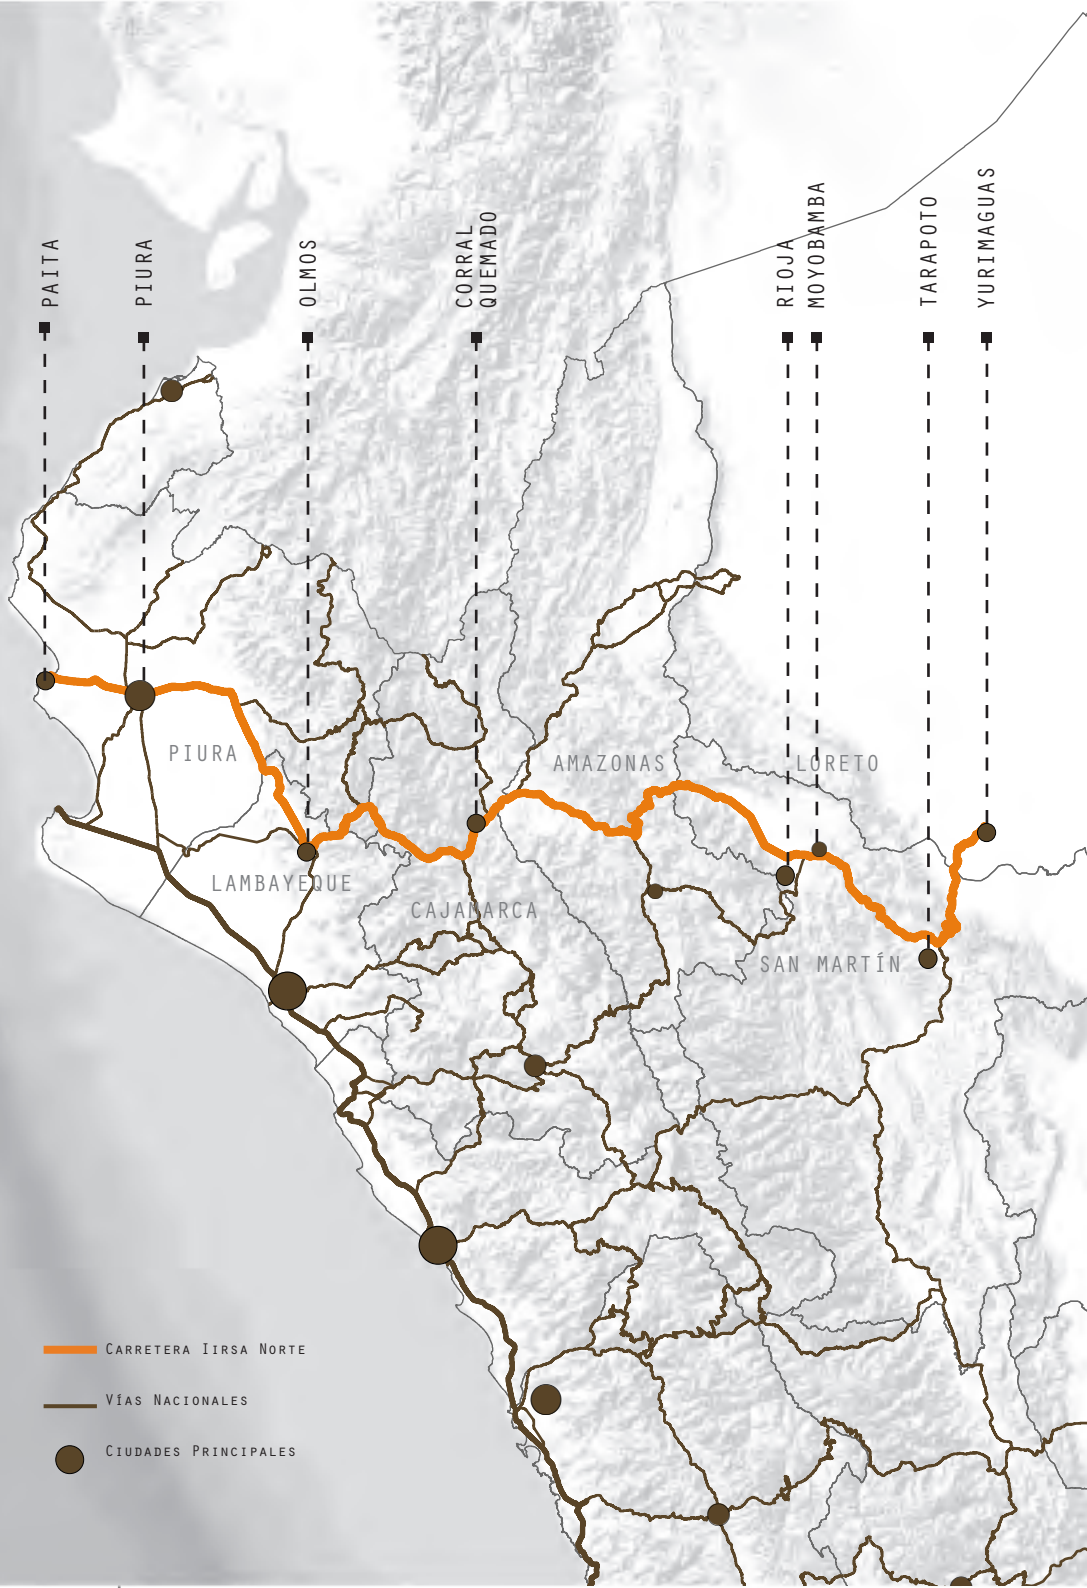 PAITA
PIURA
OLMOS
CORRAL
QUEMADO
RIOJA
MOYOBAMBA
TARAPOTO
YURIMAGUAS
PIURA
AMAZONAS
LORETO
LAMBAYEQUE
CAJAMARCA
SAN MARTÍN
CARRETERA IIRSA NORTE
VÍAS NACIONALES
CIUDADES PRINCIPALES